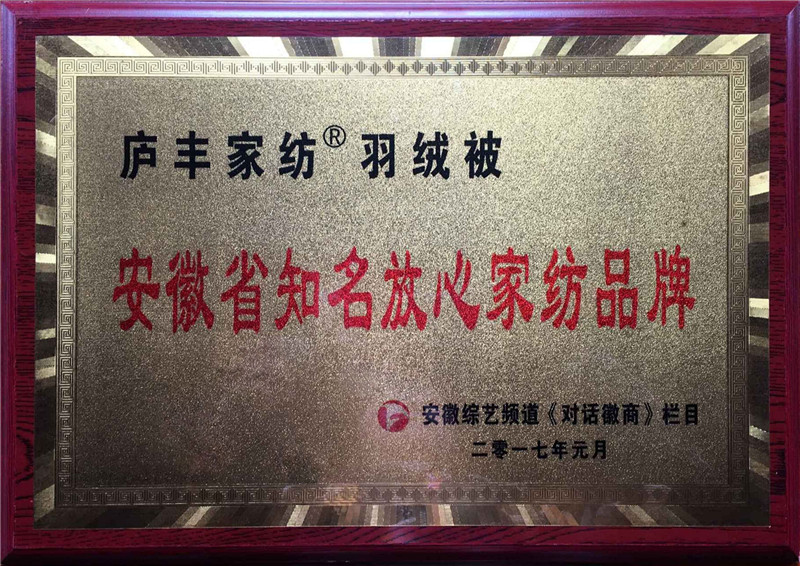 庐丰家纺® 羽绒被
安徽省知名放心家纺品牌
安徽综艺频道《对话徽商》栏目
二零一七年元月